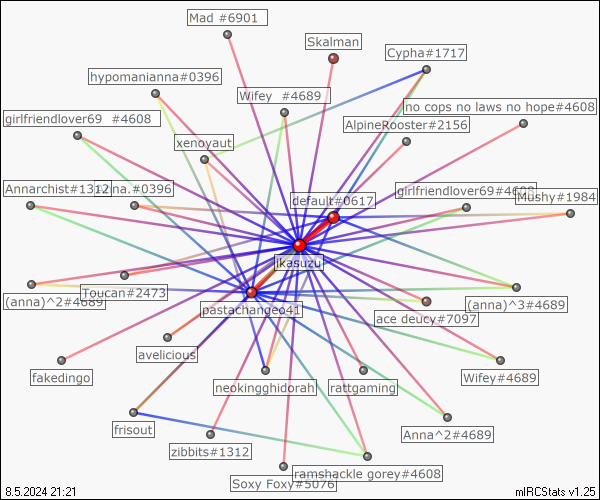 Mad #6901
Skalman
Cypha#1717
hypomanianna#0396
Wifey #4689
no cops no laws no hope#4608
girlfriendlover69 #4608
AlpineRooster#2156
xenoyaut
Annarchist#1312
#0396
girlfriendlover69#4689
Mushy#1984
default#0617
ikasuzu
(anna)^2#4689
Toucan#2473
(anna)^3#4689
pastachangeo41
ace deucy#7097
avelicious
fakedingo
neokingghidorah
rattgaming
Wifey#4689
frisout
Anna^2#4689
zibbits#1312
ramshackle gorey#4608
Soxy Foxy#5076
8.5.2024 21:21
mIRCStats v1.25